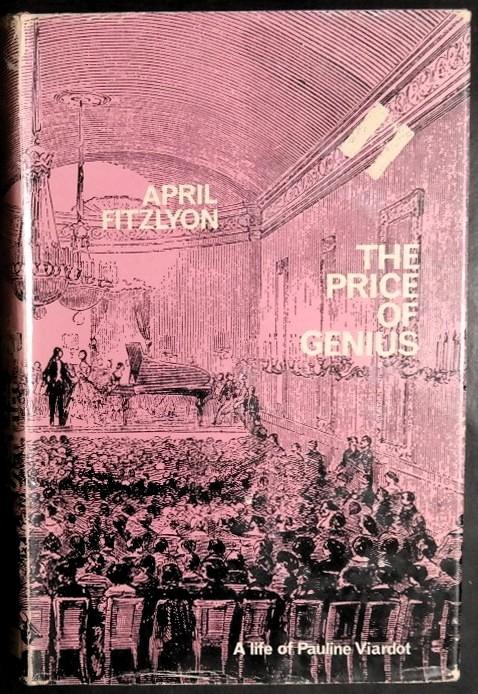 APRIL
FITZLYON
THE
PRICE
OF
GENIUS
A life of Pauline Viardot